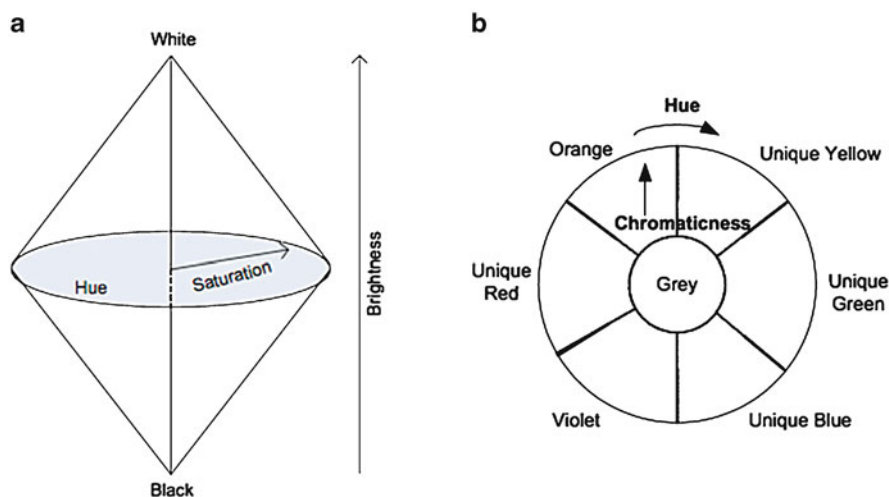 a
White
Hue
Saturation
Brightness
Black
b
Hue
Orange
Unique Yellow
Chromaticness
Unique
Red
Grey
Unique
Green
Violet
Unique Blue